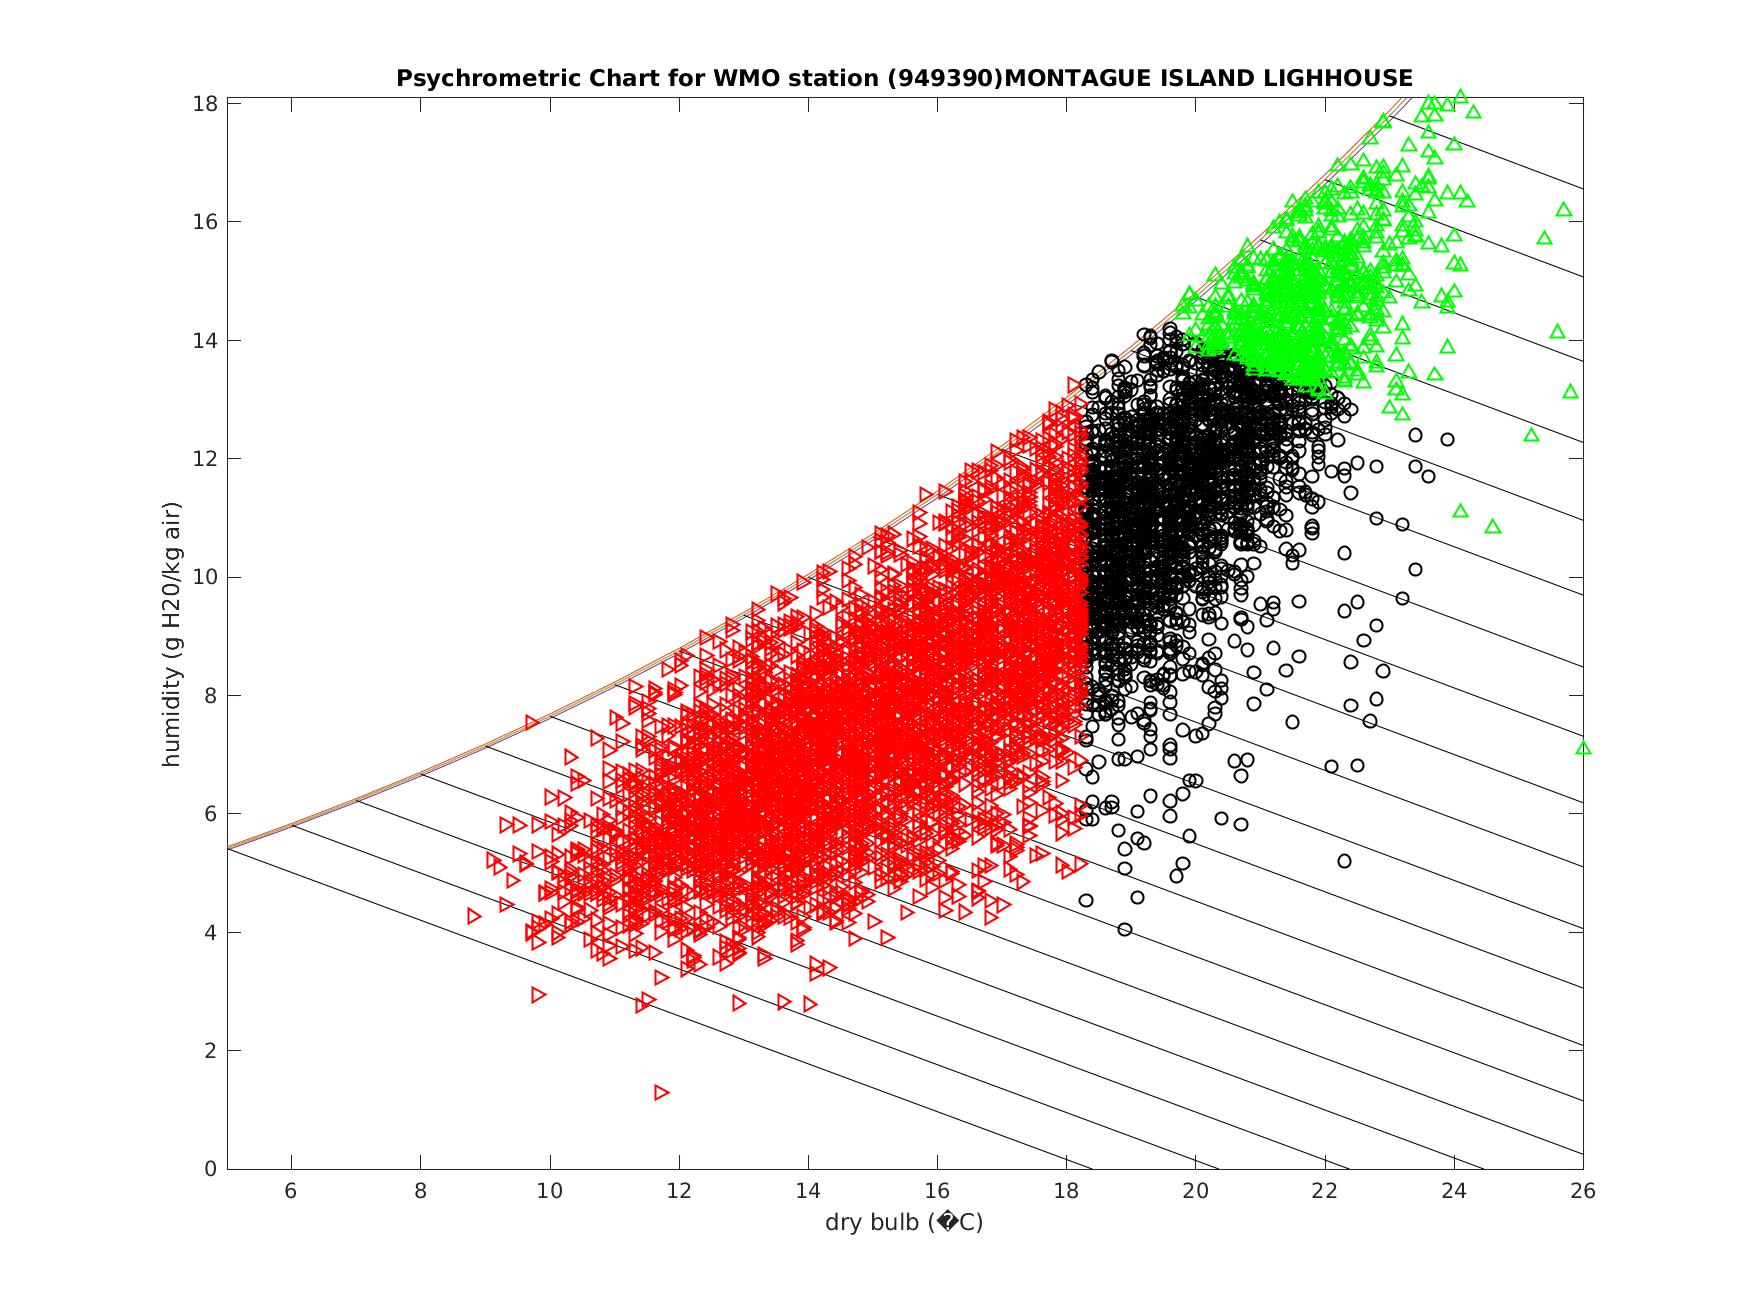 Psychrometric Chart for WMO station (949390)MONTAGUE ISLAND LIGHHOUSE
18
16
14
12
10
8
6
4
2
0
humidity (g H20/kg air)
6 8 10 12 14 16 18 20 22 24 26
dry bulb (�C)